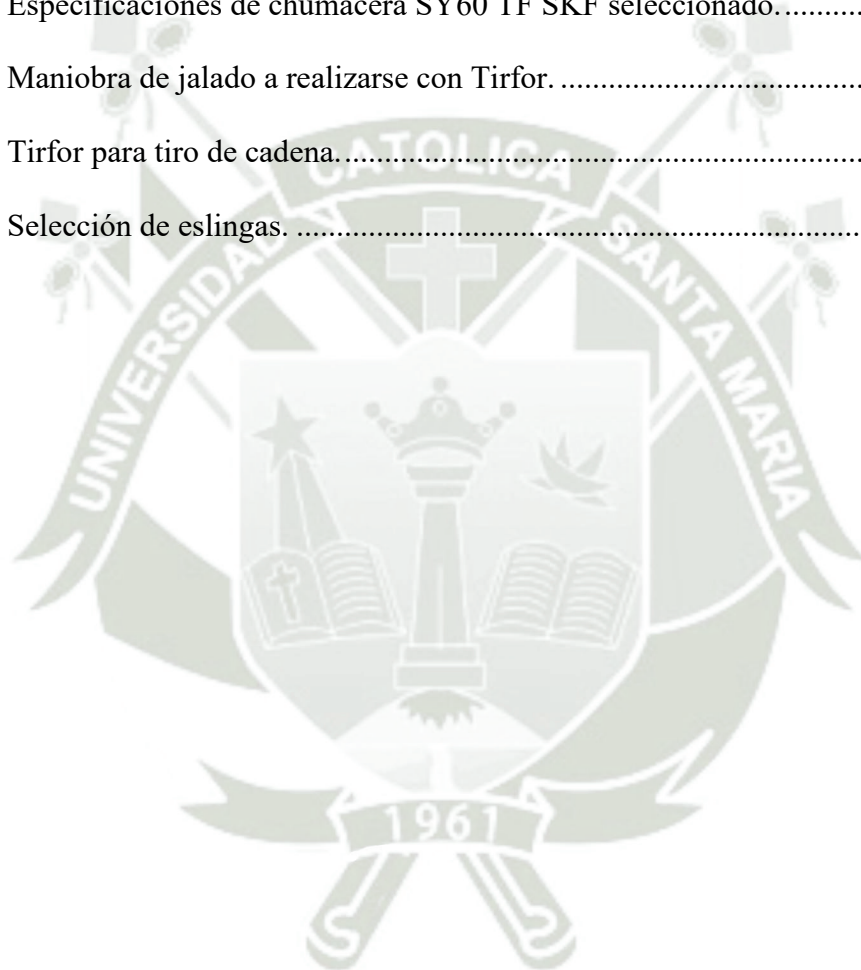 Especificaciones de chumacera SY60 TF SKF seleccionado.............
Maniobra de jalado a realizarse con Tirfor. ......................................
Tirfor para tiro de cadena..................................................................
Selección de eslingas. ........................................................................
UNIVERSIDAD CATOLICA SANTA MARIA
1961